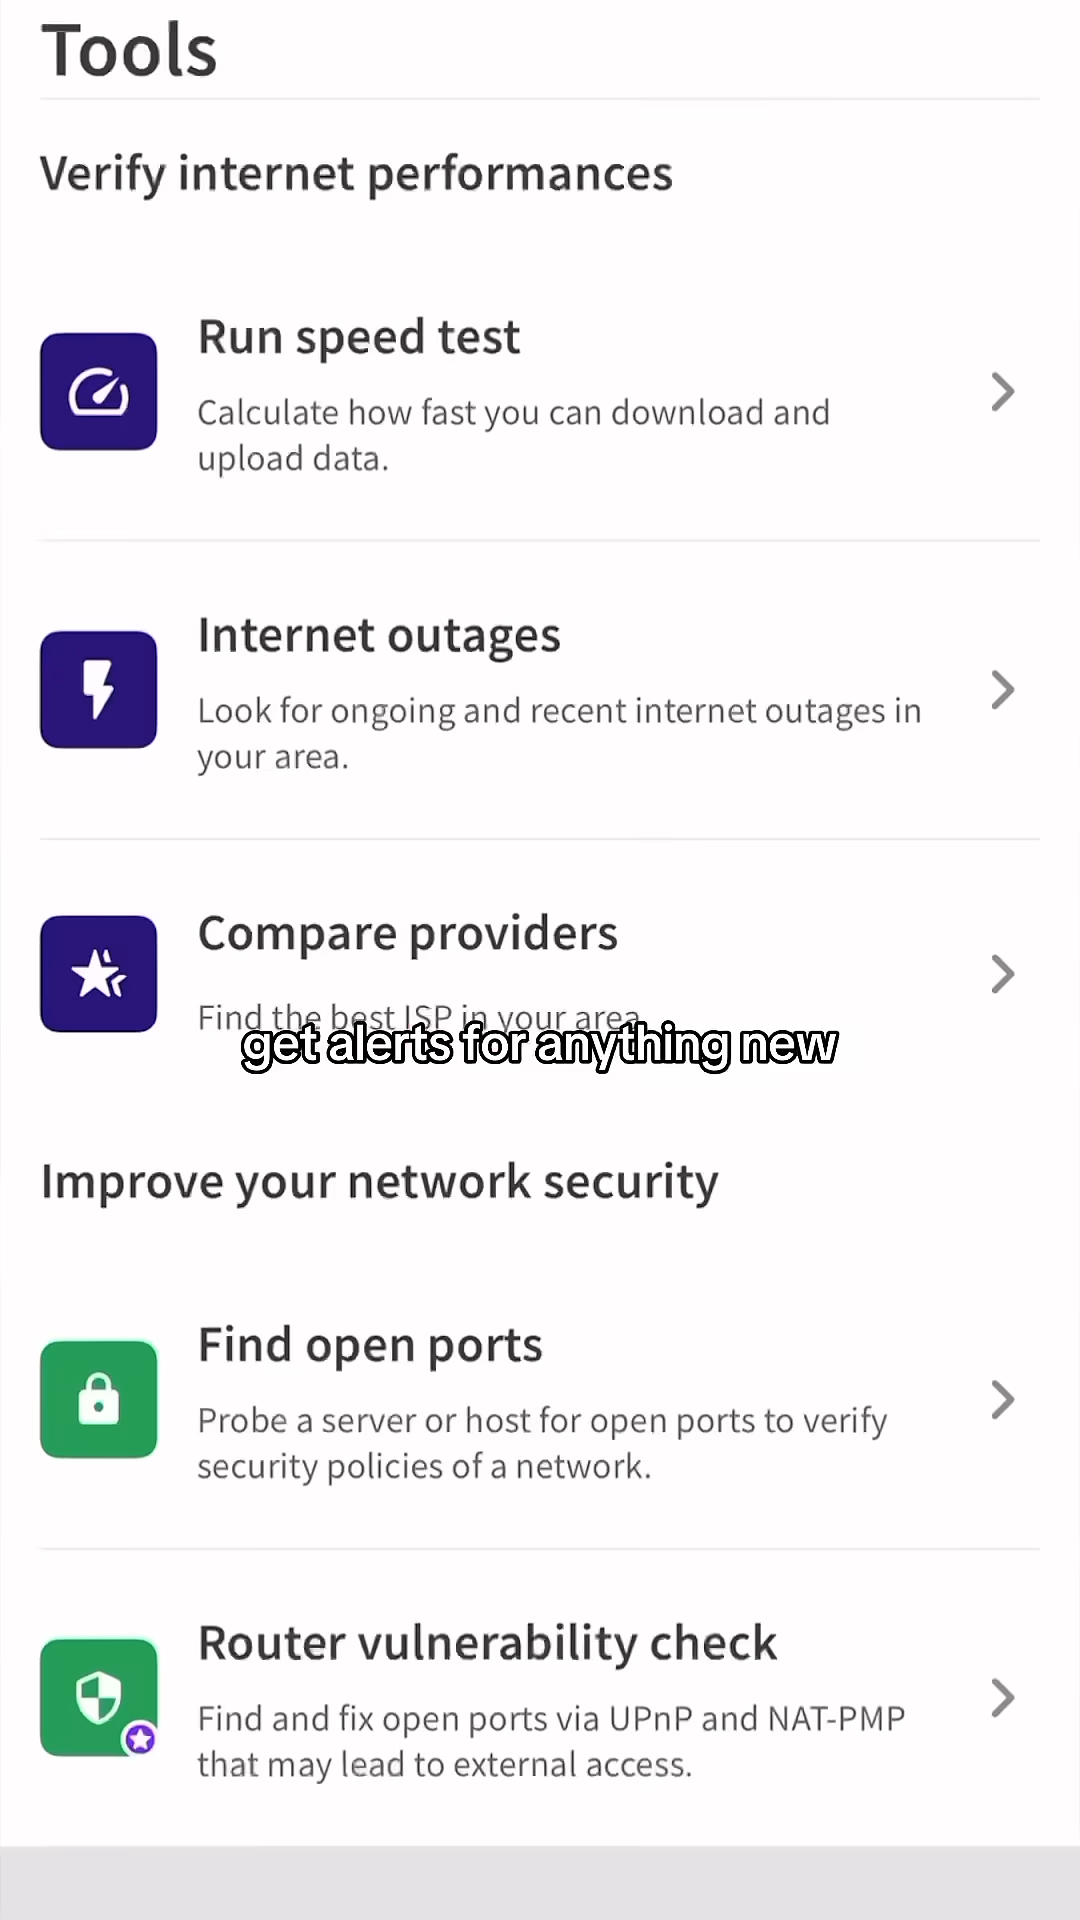 Tools
Verify internet performances
Run speed test
Calculate how fast you can download and
upload data.
Internet outages
Look for ongoing and recent internet outages in
your area.
Compare providers
Find the best ISP in your area
get alerts for anything new
Improve your network security
Find open ports
Probe a server or host for open ports to verify
security policies of a network.
Router vulnerability check
Find and fix open ports via UPnP and NAT-PMP
that may lead to external access.